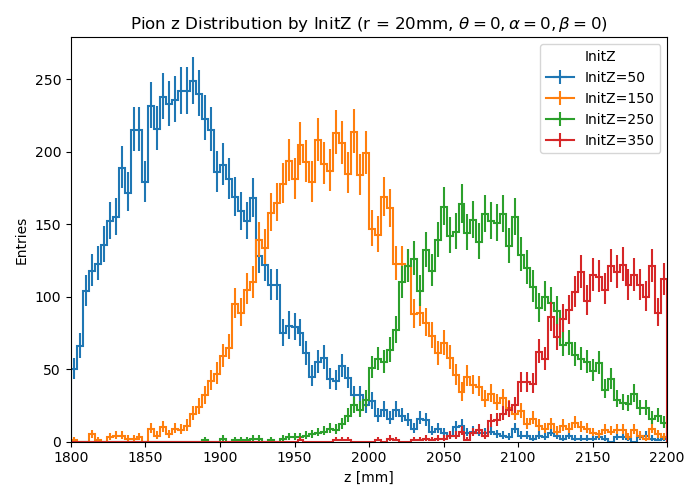 Pion z Distribution by InitZ (r = 20mm, θ = 0, α = 0, β = 0)
InitZ
InitZ=50
InitZ=150
InitZ=250
InitZ=350
Entries
250
200
150
100
50
0
1800 1850 1900 1950 2000 2050 2100 2150 2200
z [mm]